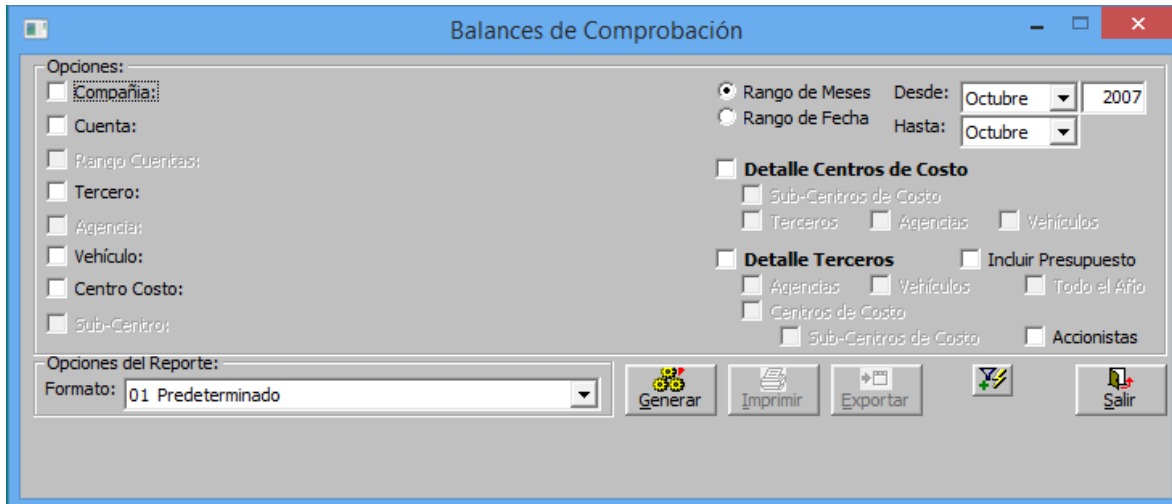 Balances de Comprobación
Opciones:
Compañia:
Cuenta:
Rango Cuentas:
Tercero:
Agencia:
Vehículo:
Centro Costo:
Sub-Centro:
Rango de Meses Desde: Octubre 2007
Rango de Fecha Hasta: Octubre
Detalle Centros de Costo
Sub-Centros de Costo
Terceros Agencias Vehículos
Detalle Terceros Incluir Presupuesto
Agencias Vehículos Todo el Año
Centros de Costo
Sub-Centros de Costo Accionistas
Opciones del Reporte:
Formato: 01 Predeterminado
Generar Imprimir Exportar Salir